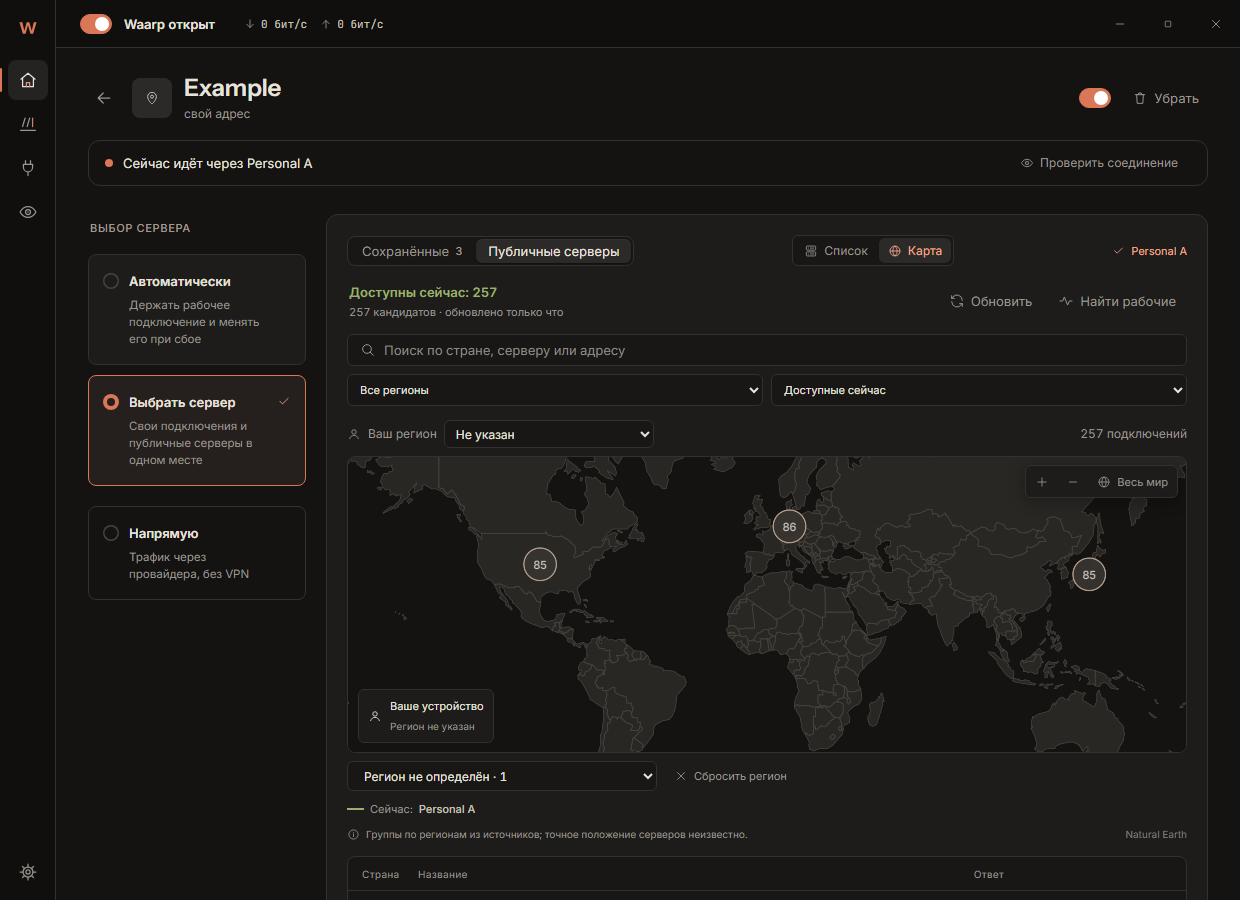 W
Waarp открыт
↓ 0 бит/с ↑ 0 бит/с
Example
свой адрес
Убрать
Сейчас идёт через Personal A
Проверить соединение
ВЫБОР СЕРВЕРА
Автоматически
Держать рабочее
подключение и менять
его при сбое
Выбрать сервер
Свои подключения и
публичные серверы в
одном месте
Напрямую
Трафик через
провайдера, без VPN
Сохранённые 3
Публичные серверы
Список
Карта
Personal A
Доступны сейчас: 257
257 кандидатов · обновлено только что
Обновить
Найти рабочие
Поиск по стране, серверу или адресу
Все регионы
Доступные сейчас
Ваш регион
Не указан
257 подключений
Весь мир
86
85
85
Ваше устройство
Регион не указан
Регион не определён · 1
Сбросить регион
Сейчас: Personal A
Группы по регионам из источников; точное положение серверов неизвестно.
Natural Earth
Страна Название Ответ